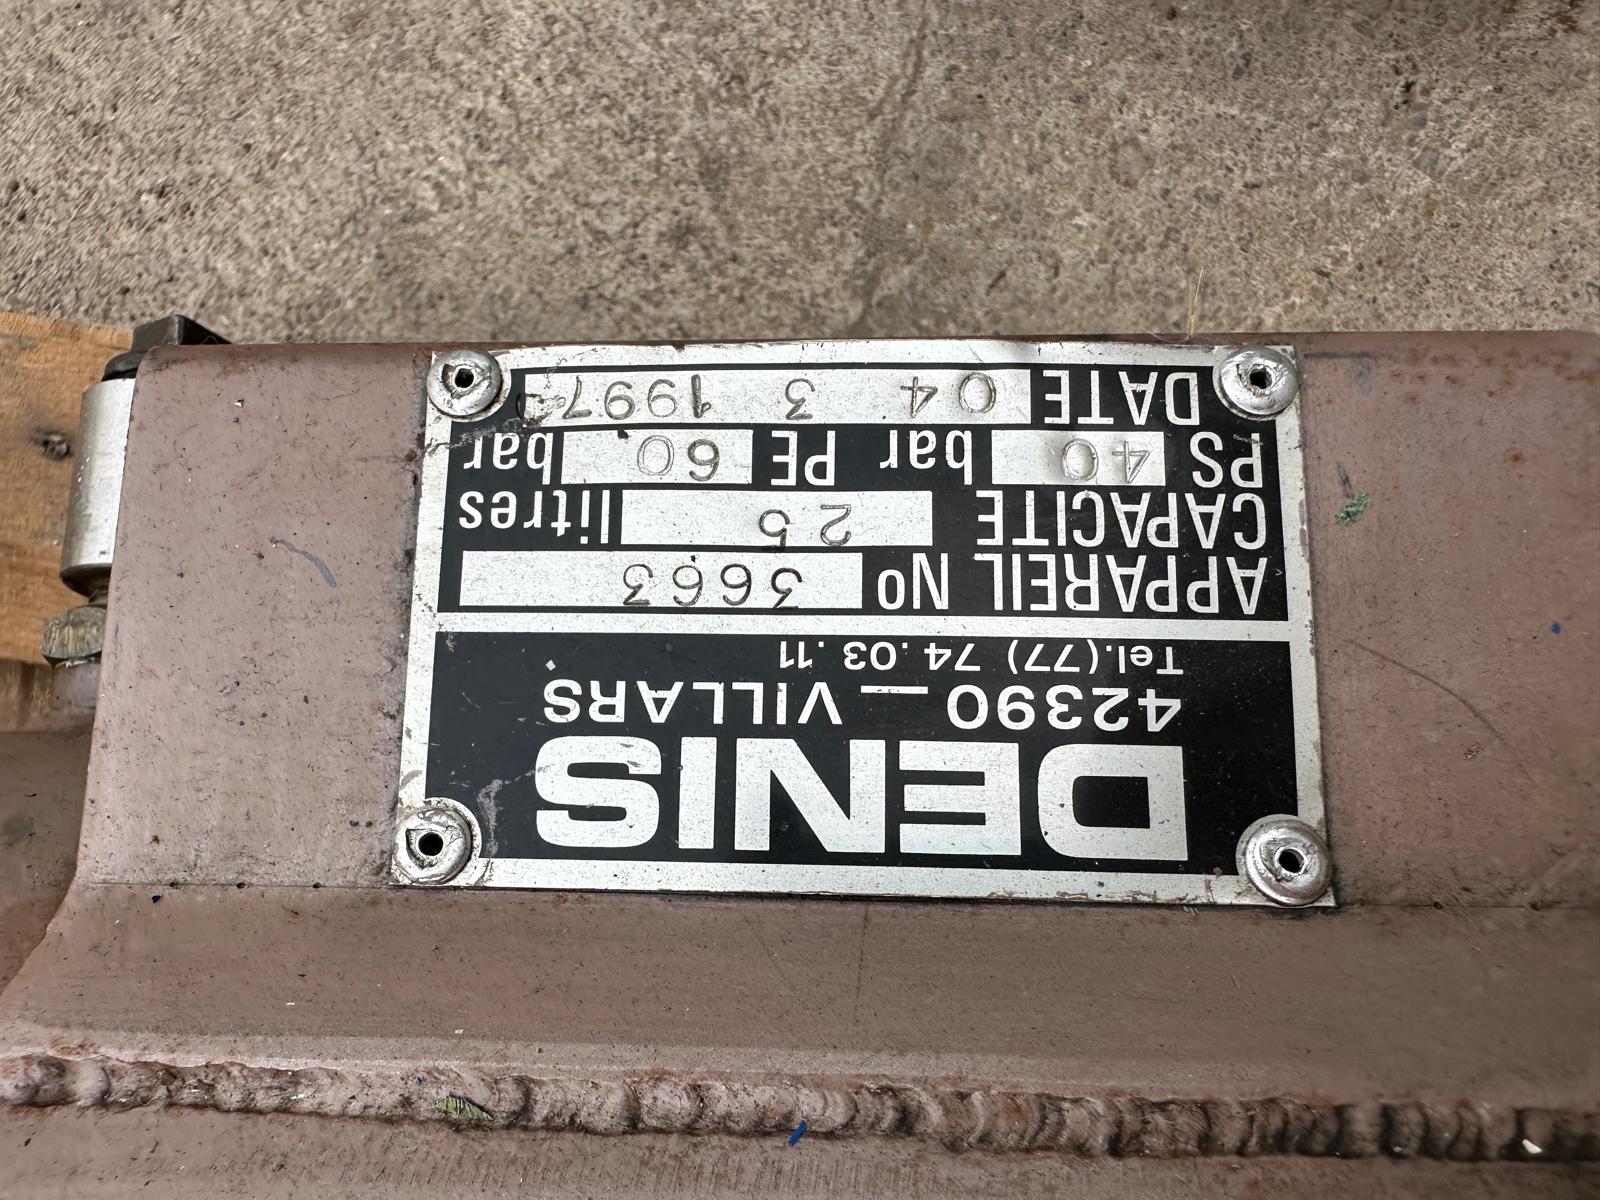 DENIS
42390 — VILLARS
Tel.(77) 74.03.11
APPAREIL No 3663
CAPACITE 25 litres
PS 40 bar PE 60 bar
DATE 04 3 1997